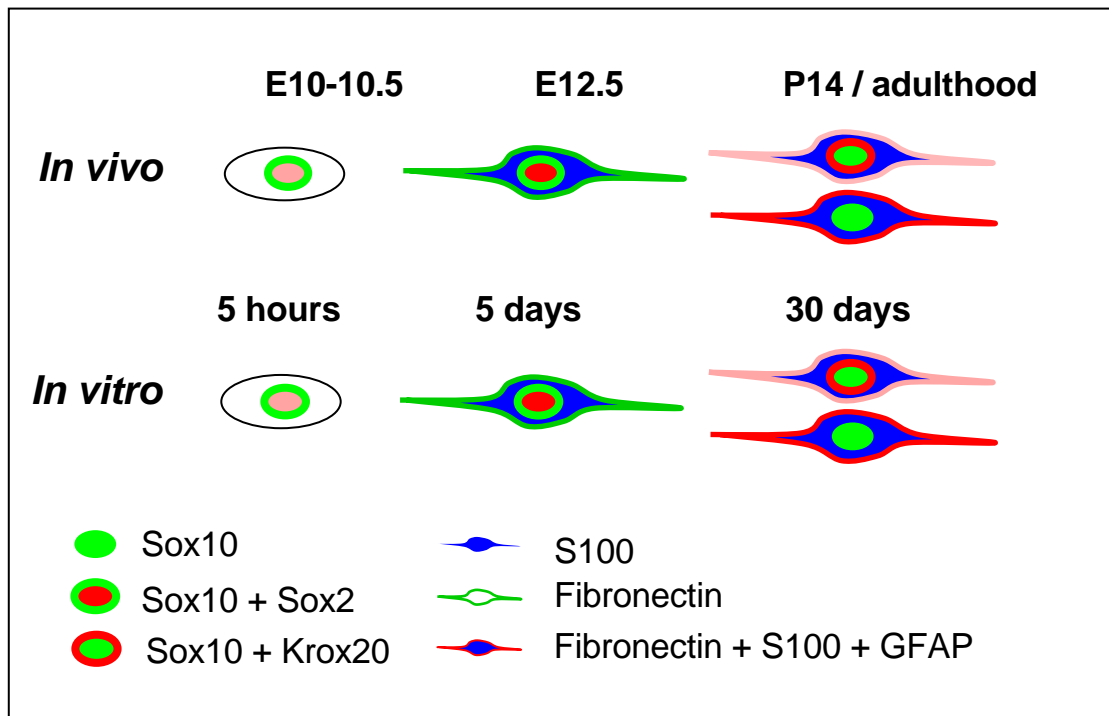 E10-10.5 E12.5 P14 / adulthood
In vivo
5 hours 5 days 30 days
In vitro
Sox10
Sox10 + Sox2
Sox10 + Krox20
S100
Fibronectin
Fibronectin + S100 + GFAP